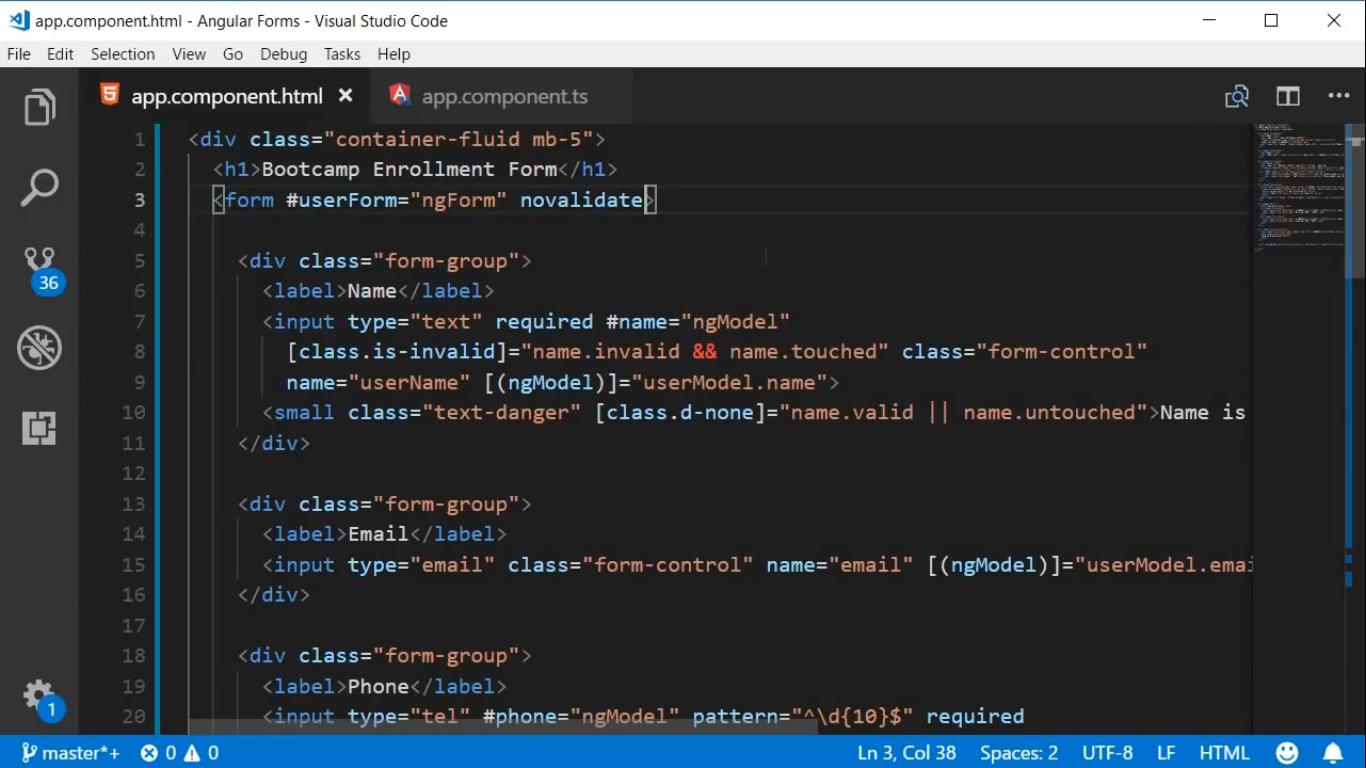 app.component.html - Angular Forms - Visual Studio Code
File Edit Selection View Go Debug Tasks Help
app.component.html app.component.ts
1 <div class="container-fluid mb-5">
2 <h1>Bootcamp Enrollment Form</h1>
3 <form #userForm="ngForm" novalidate>
4
5 <div class="form-group">
6 <label>Name</label>
7 <input type="text" required #name="ngModel"
8 [class.is-invalid]="name.invalid && name.touched" class="form-control"
9 name="userName" [(ngModel)]="userModel.name">
10 <small class="text-danger" [class.d-none]="name.valid || name.untouched">Name is
11 </div>
12
13 <div class="form-group">
14 <label>Email</label>
15 <input type="email" class="form-control" name="email" [(ngModel)]="userModel.emai
16 </div>
17
18 <div class="form-group">
19 <label>Phone</label>
20 <input type="tel" #phone="ngModel" pattern="^\d{10}$" required
36
1
master*+ 0 0 Ln 3, Col 38 Spaces: 2 UTF-8 LF HTML